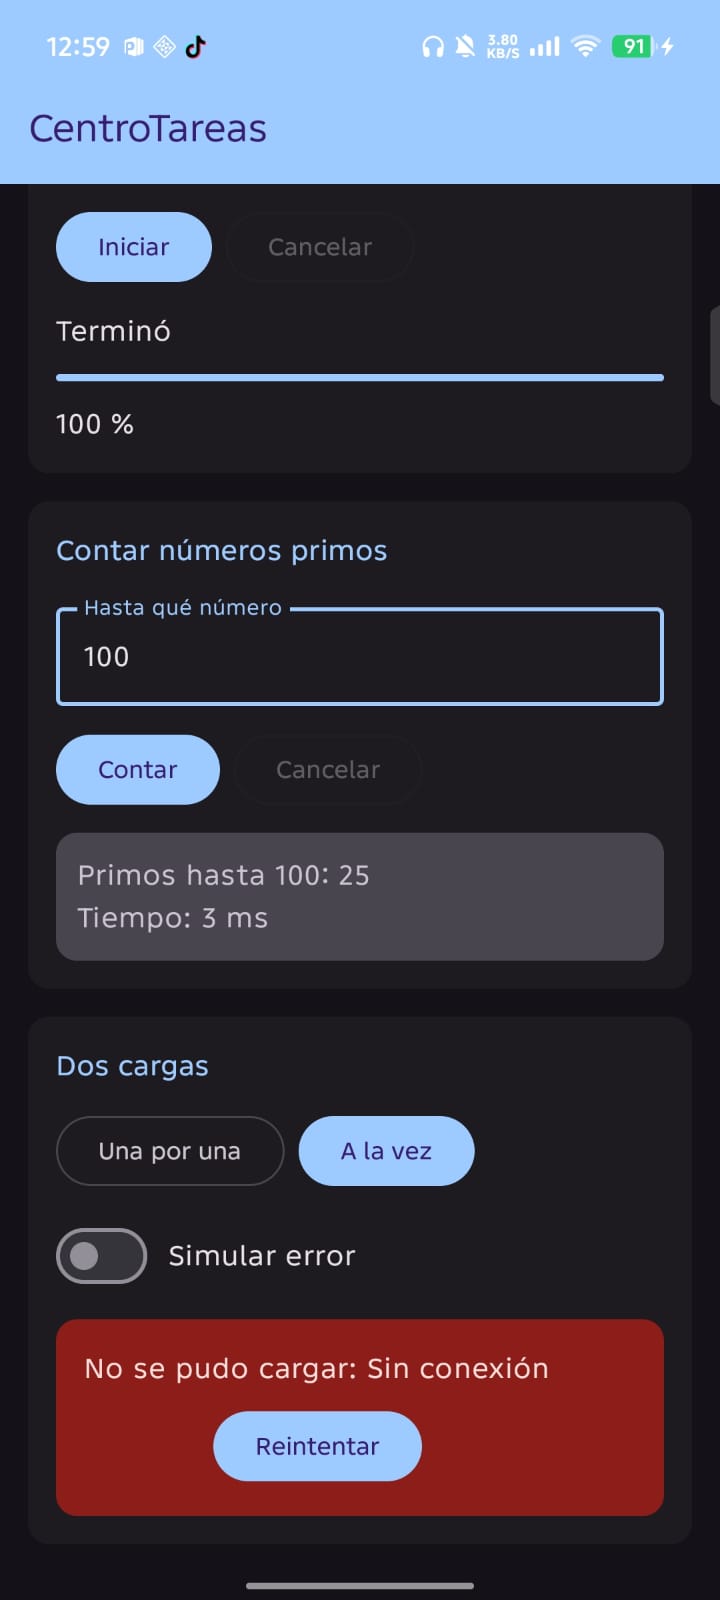 12:59
3.80
KB/S
91
CentroTareas
Iniciar
Cancelar
Terminó
100 %
Contar números primos
Hasta qué número
100
Contar
Cancelar
Primos hasta 100: 25
Tiempo: 3 ms
Dos cargas
Una por una
A la vez
Simular error
No se pudo cargar: Sin conexión
Reintentar